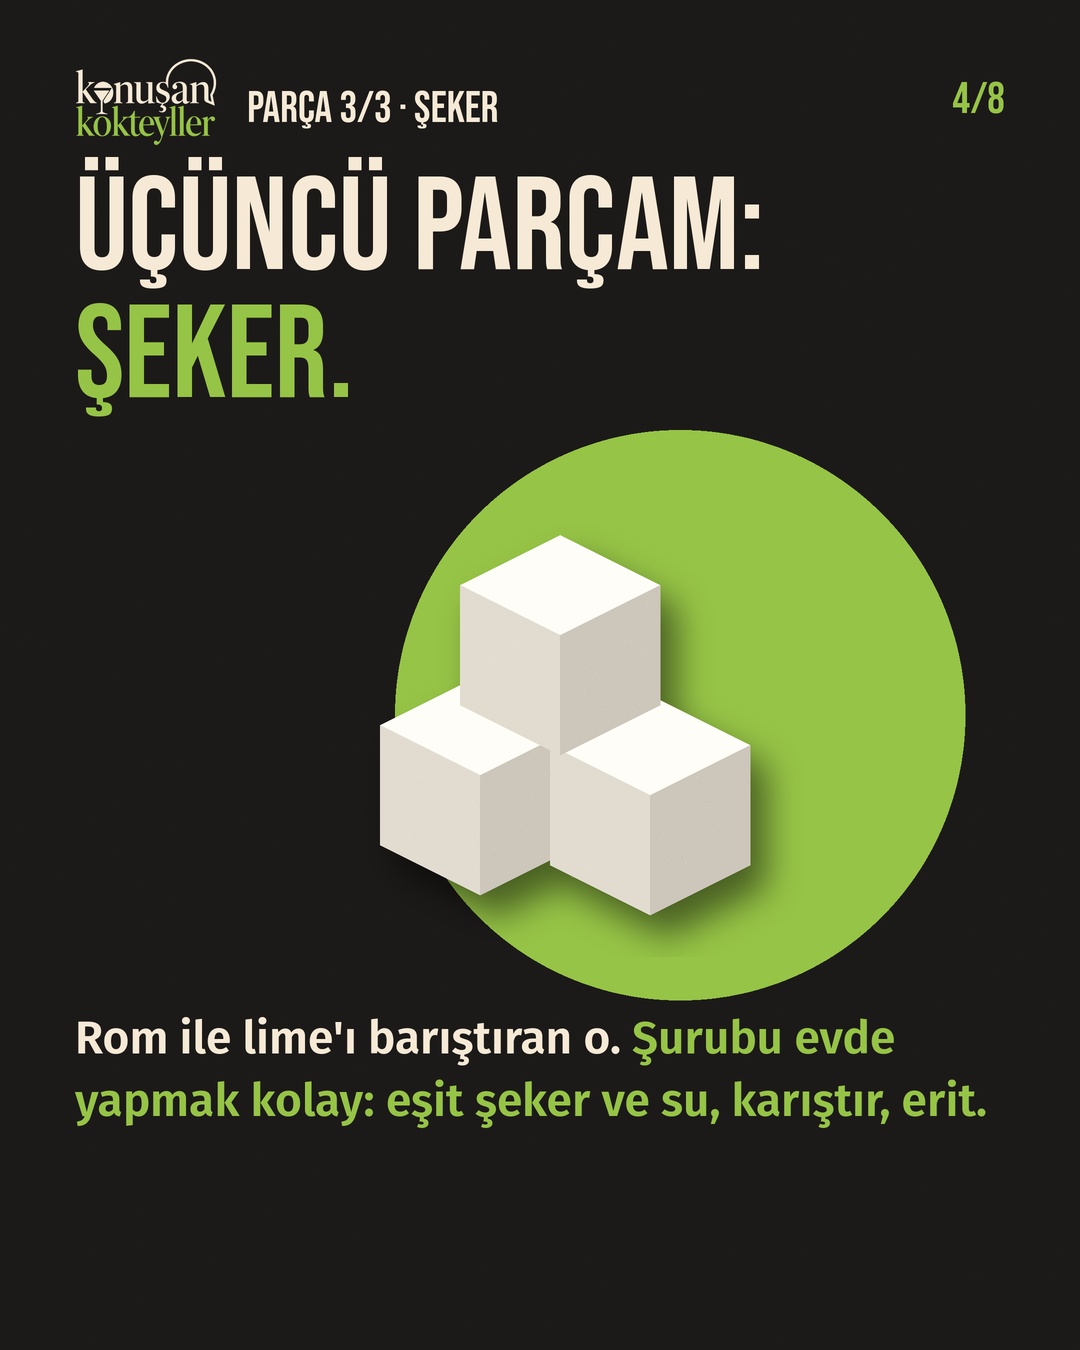 konuşan
kokteyller
PARÇA 3/3 · ŞEKER
4/8
ÜÇÜNCÜ PARÇAM:
ŞEKER.
Rom ile lime'ı barıştıran o. Şurubu evde
yapmak kolay: eşit şeker ve su, karıştır, erit.